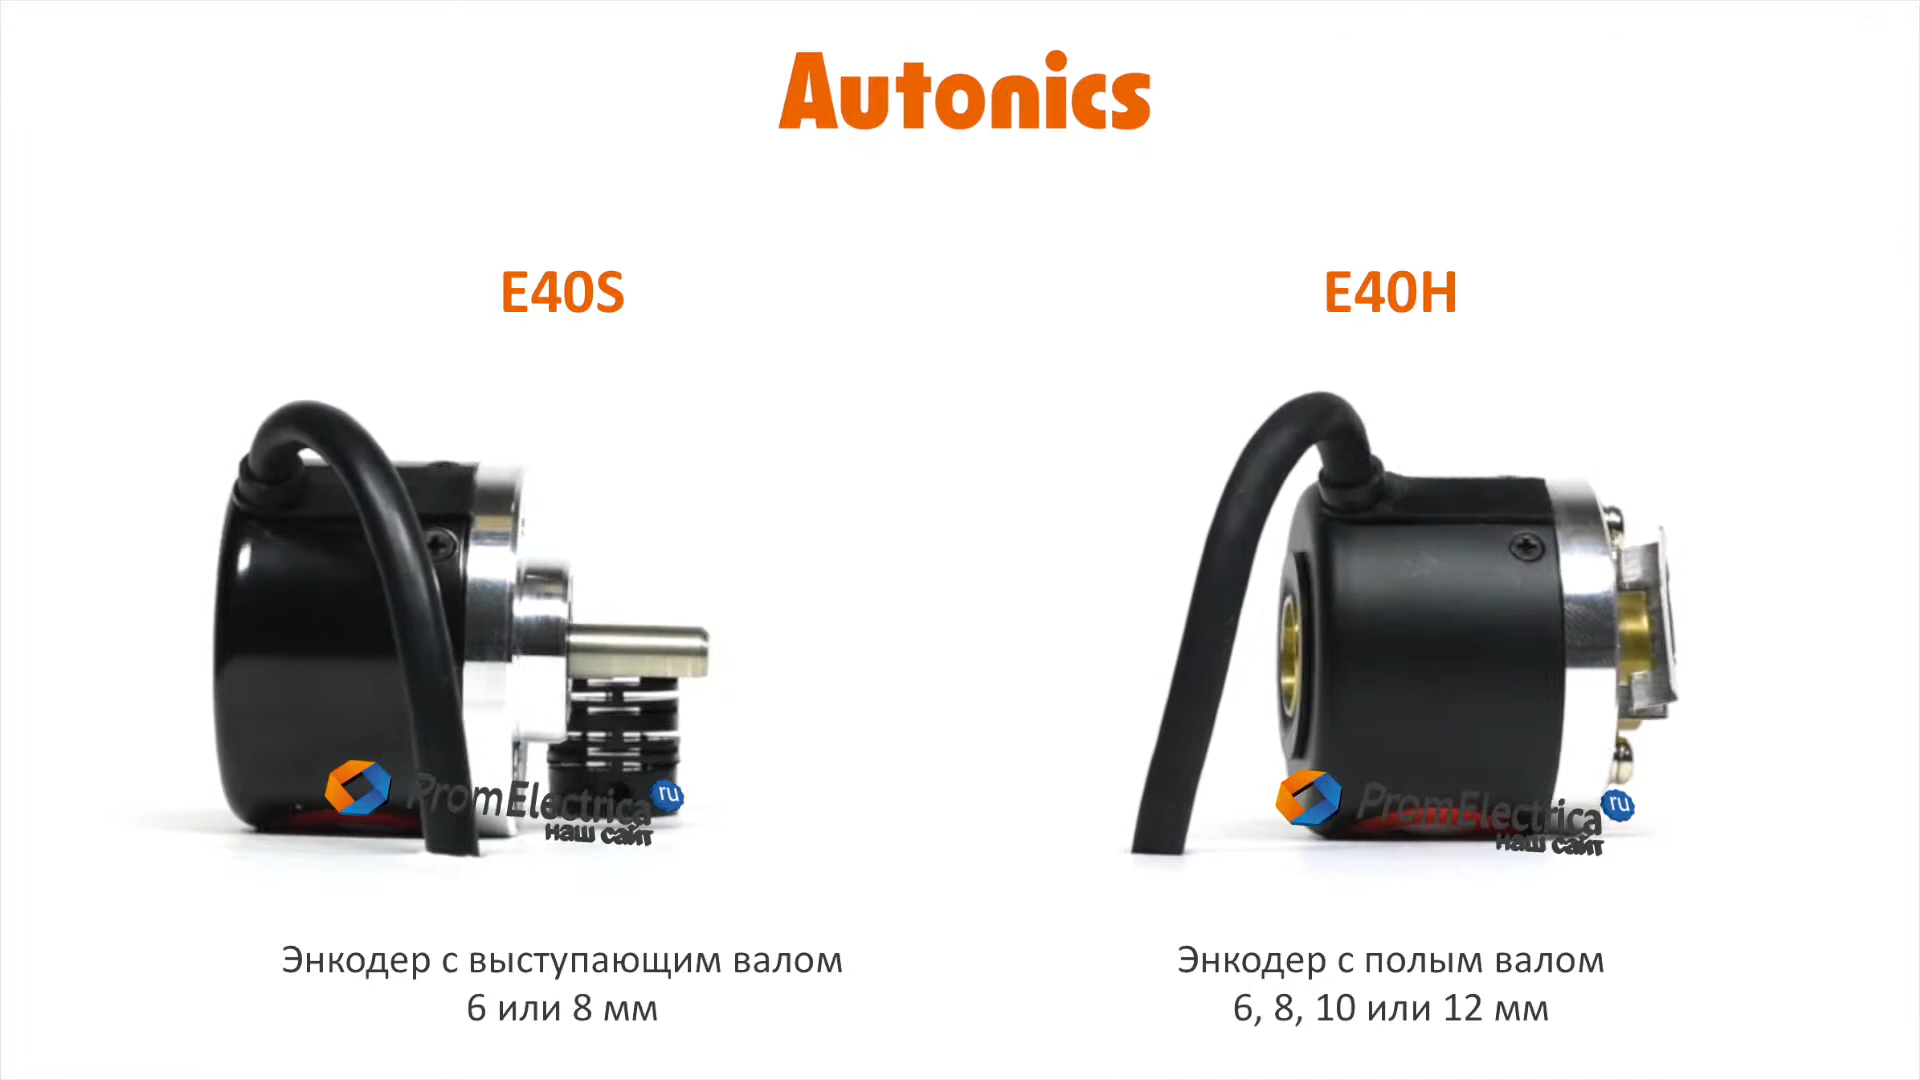 Autonics
E40S
E40H
PromElectrica ru
наш сайт
PromElectrica ru
наш сайт
Энкодер с выступающим валом
6 или 8 мм
Энкодер с полым валом
6, 8, 10 или 12 мм